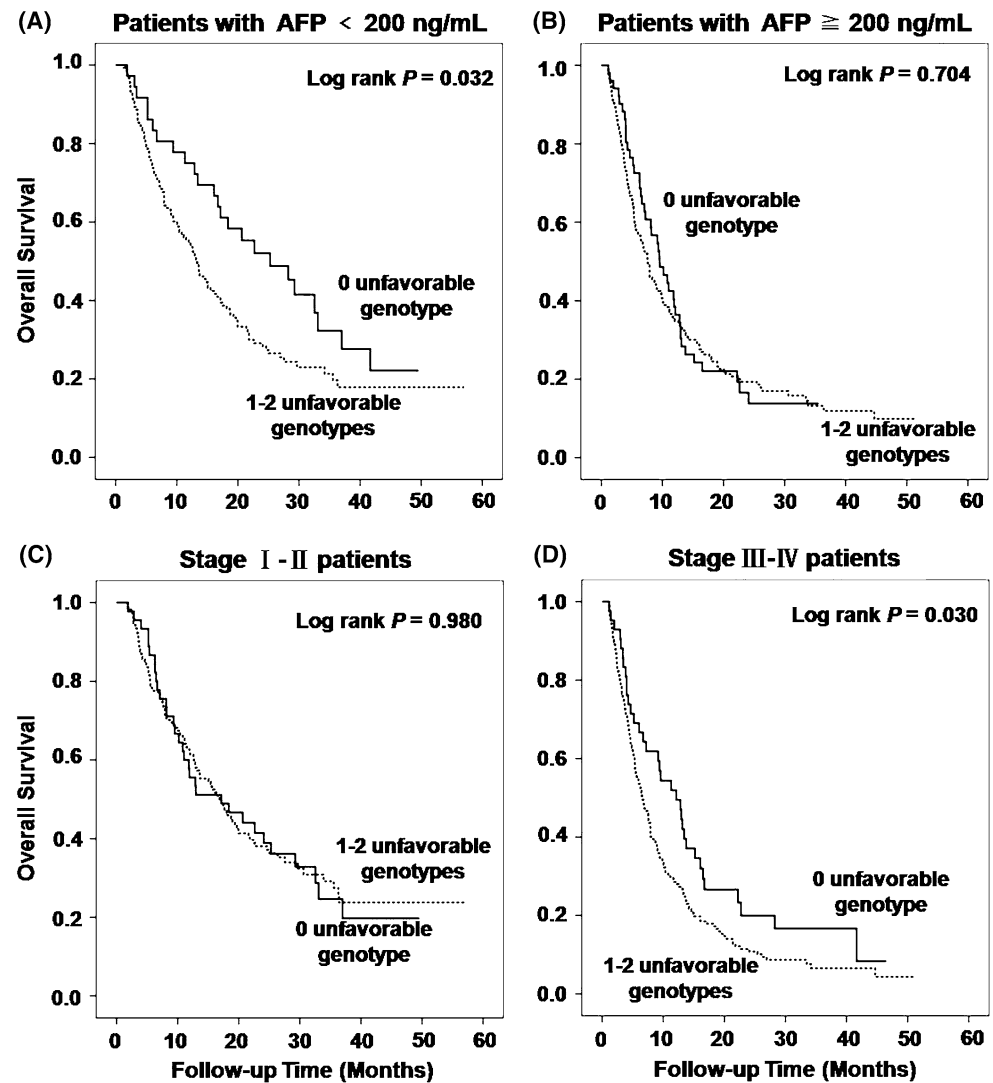 (A) Patients with AFP < 200 ng/mL
Log rank P = 0.032
1.0
0.8
0.6
0.4
0.2
0.0
Overall Survival
0 unfavorable
genotype
1-2 unfavorable
genotypes
0 10 20 30 40 50 60
(B) Patients with AFP ≧ 200 ng/mL
Log rank P = 0.704
1.0
0.8
0.6
0.4
0.2
0.0
0 unfavorable
genotype
1-2 unfavorable
genotypes
0 10 20 30 40 50 60
(C) Stage Ⅰ-Ⅱ patients
Log rank P = 0.980
1.0
0.8
0.6
0.4
0.2
0.0
Overall Survival
1-2 unfavorable
genotypes
0 unfavorable
genotype
0 10 20 30 40 50 60
Follow-up Time (Months)
(D) Stage Ⅲ-Ⅳ patients
Log rank P = 0.030
1.0
0.8
0.6
0.4
0.2
0.0
0 unfavorable
genotype
1-2 unfavorable
genotypes
0 10 20 30 40 50 60
Follow-up Time (Months)